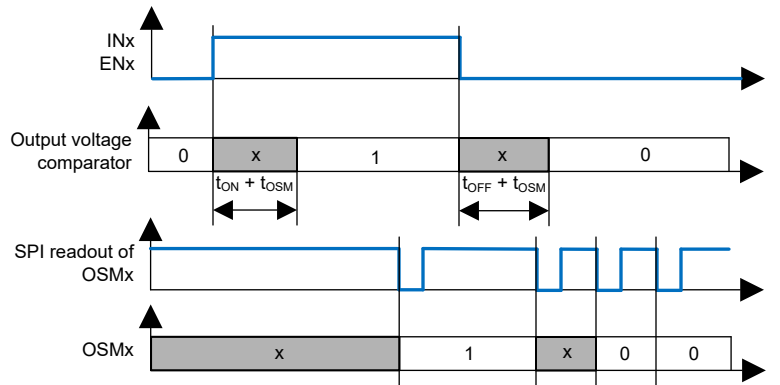 INx
ENx
Output voltage
comparator
0 x 1 x 0
tON + tOSM tOFF + tOSM
SPI readout of
OSMx
OSMx
x 1 x 0 0